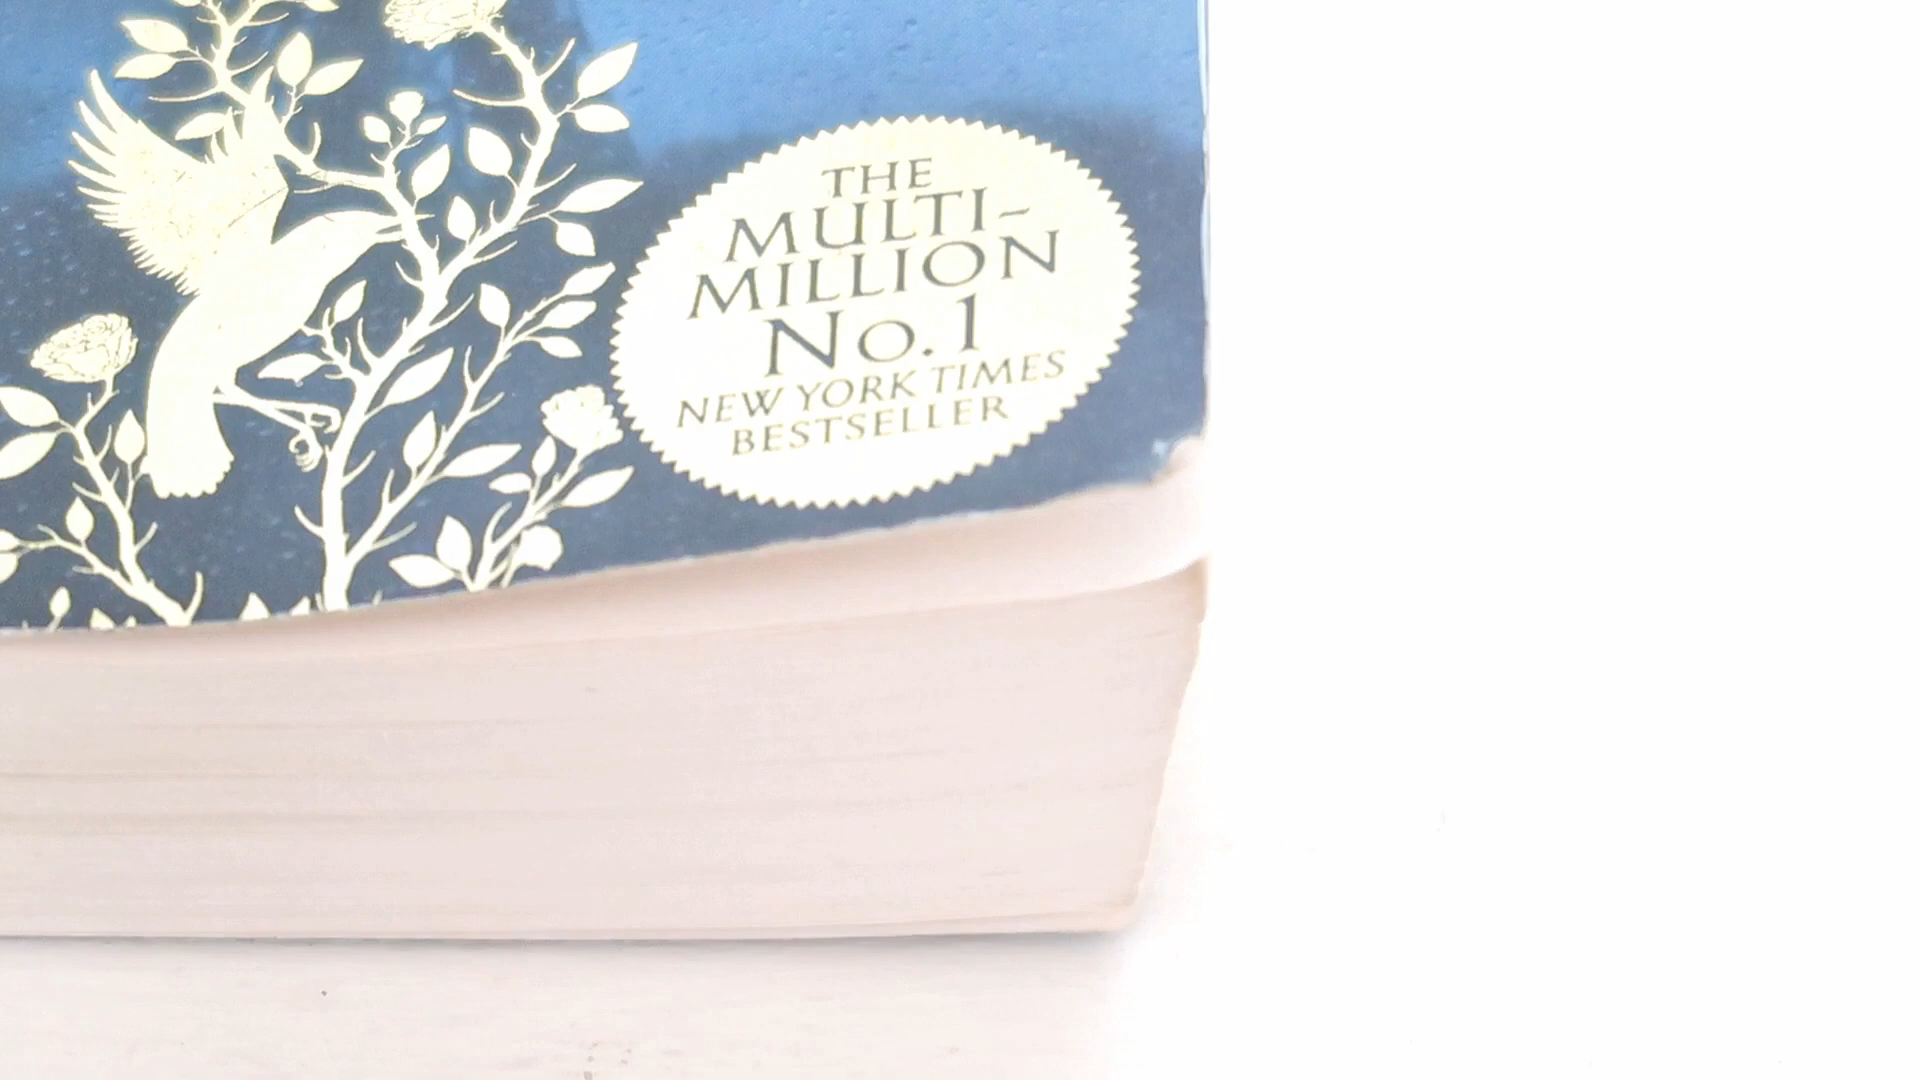 THE
MULTI-
MILLION
No.1
NEW YORK TIMES
BESTSELLER